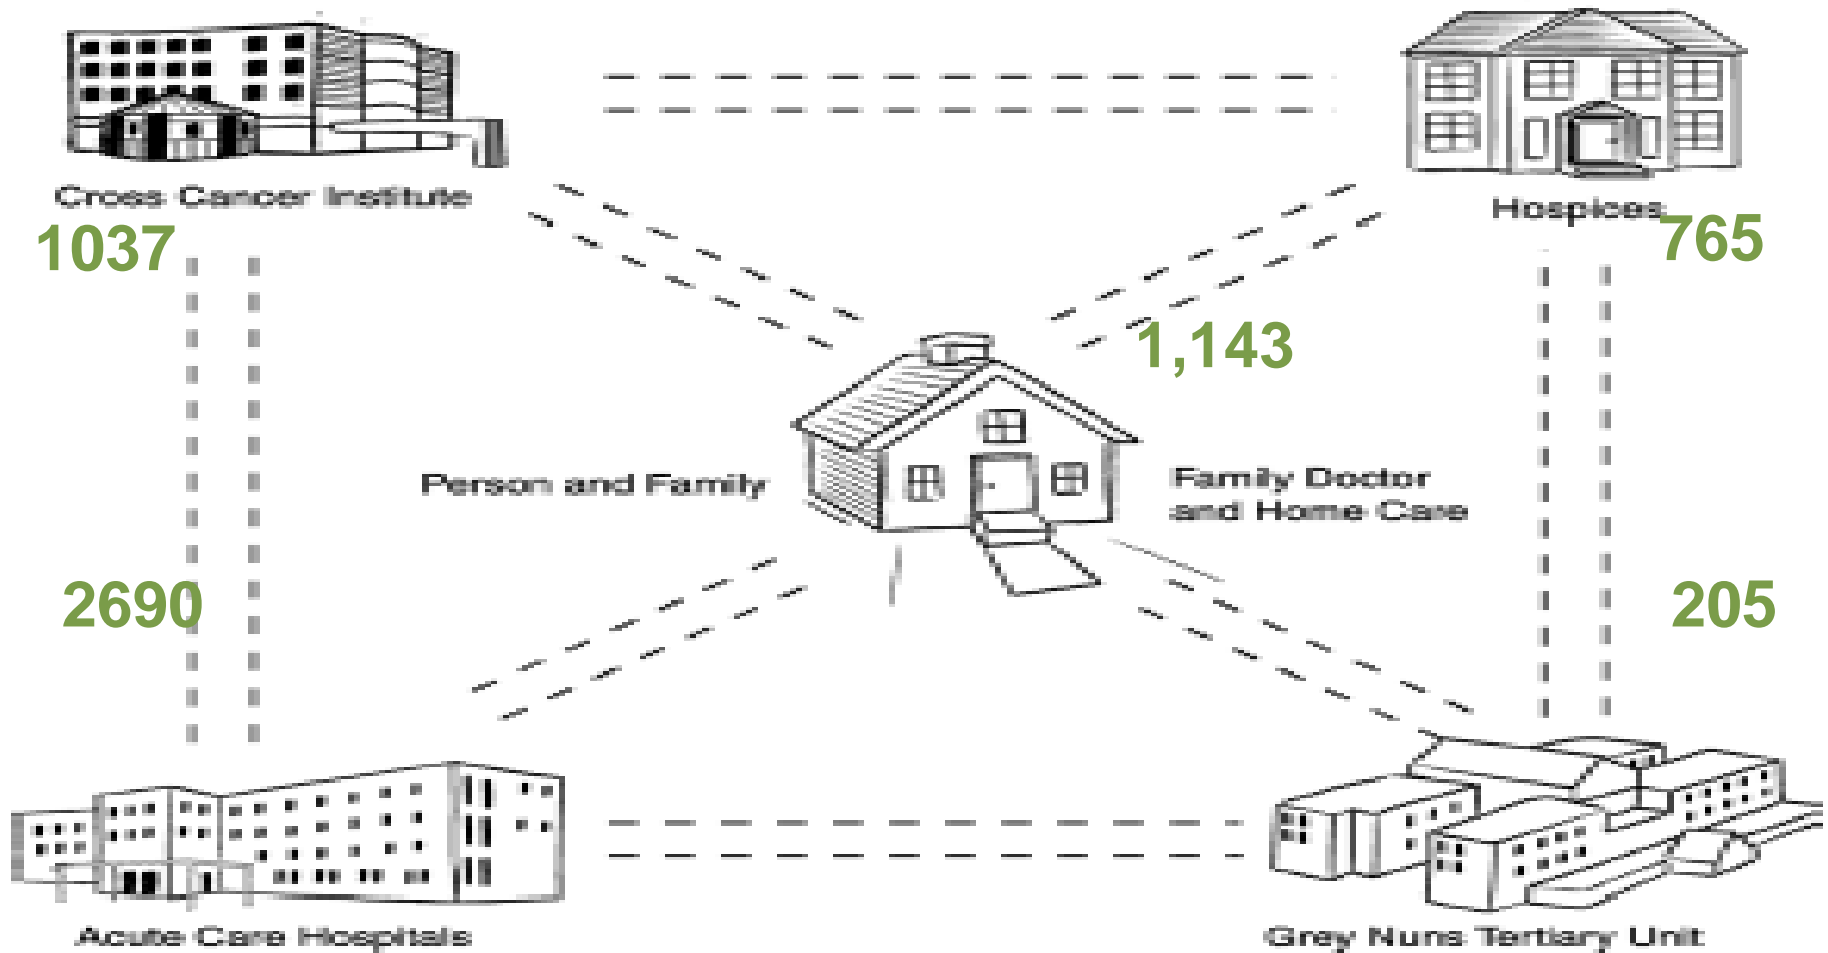 Cross Cancer Institute
Hospices
1037
765
1,143
Person and Family
Family Doctor
and Home Care
2690
205
Acute Care Hospitals
Grey Nuns Tertiary Unit